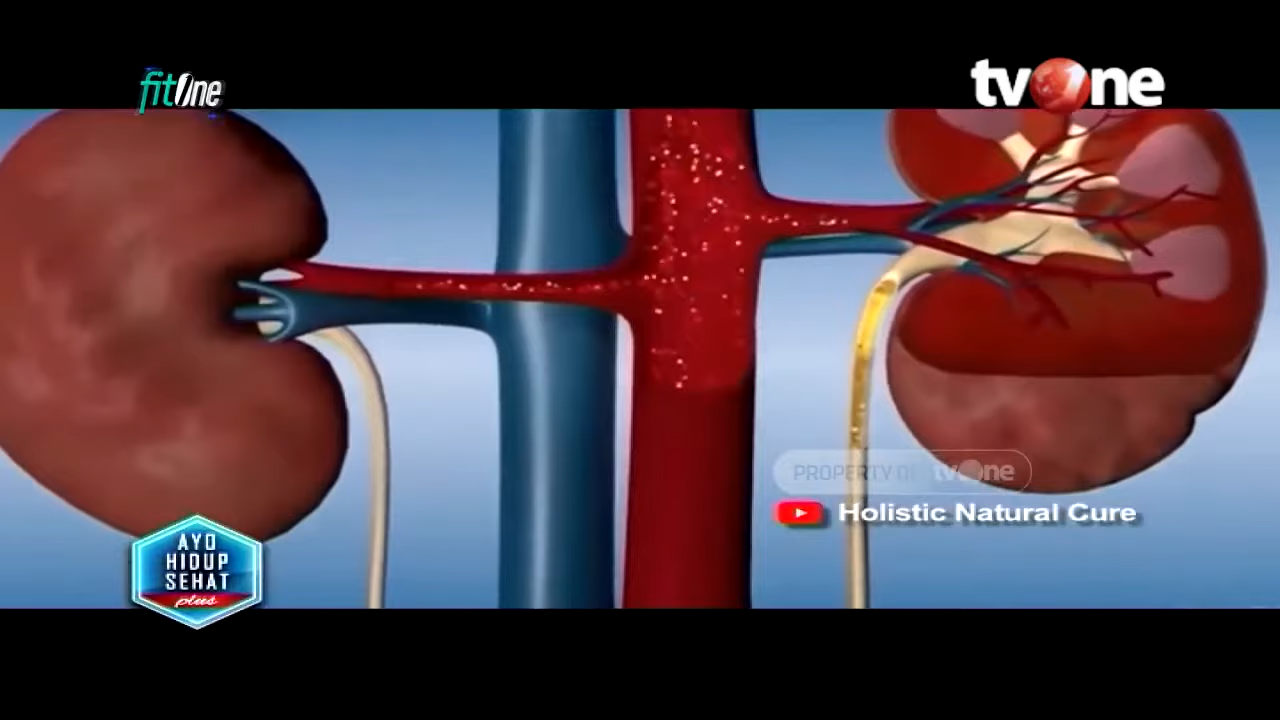 fitOne
tvOne
PROPERTY OF tvOne
Holistic Natural Cure
AYO
HIDUP
SEHAT
plus